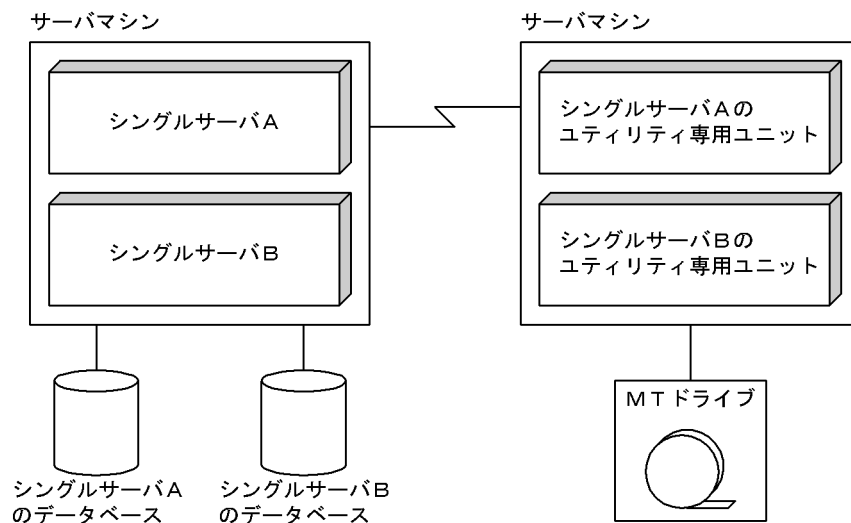 サーバマシン
シングルサーバA
シングルサーバB
シングルサーバA
のデータベース
シングルサーバB
のデータベース
サーバマシン
シングルサーバAの
ユティリティ専用ユニット
シングルサーバBの
ユティリティ専用ユニット
MTドライブ